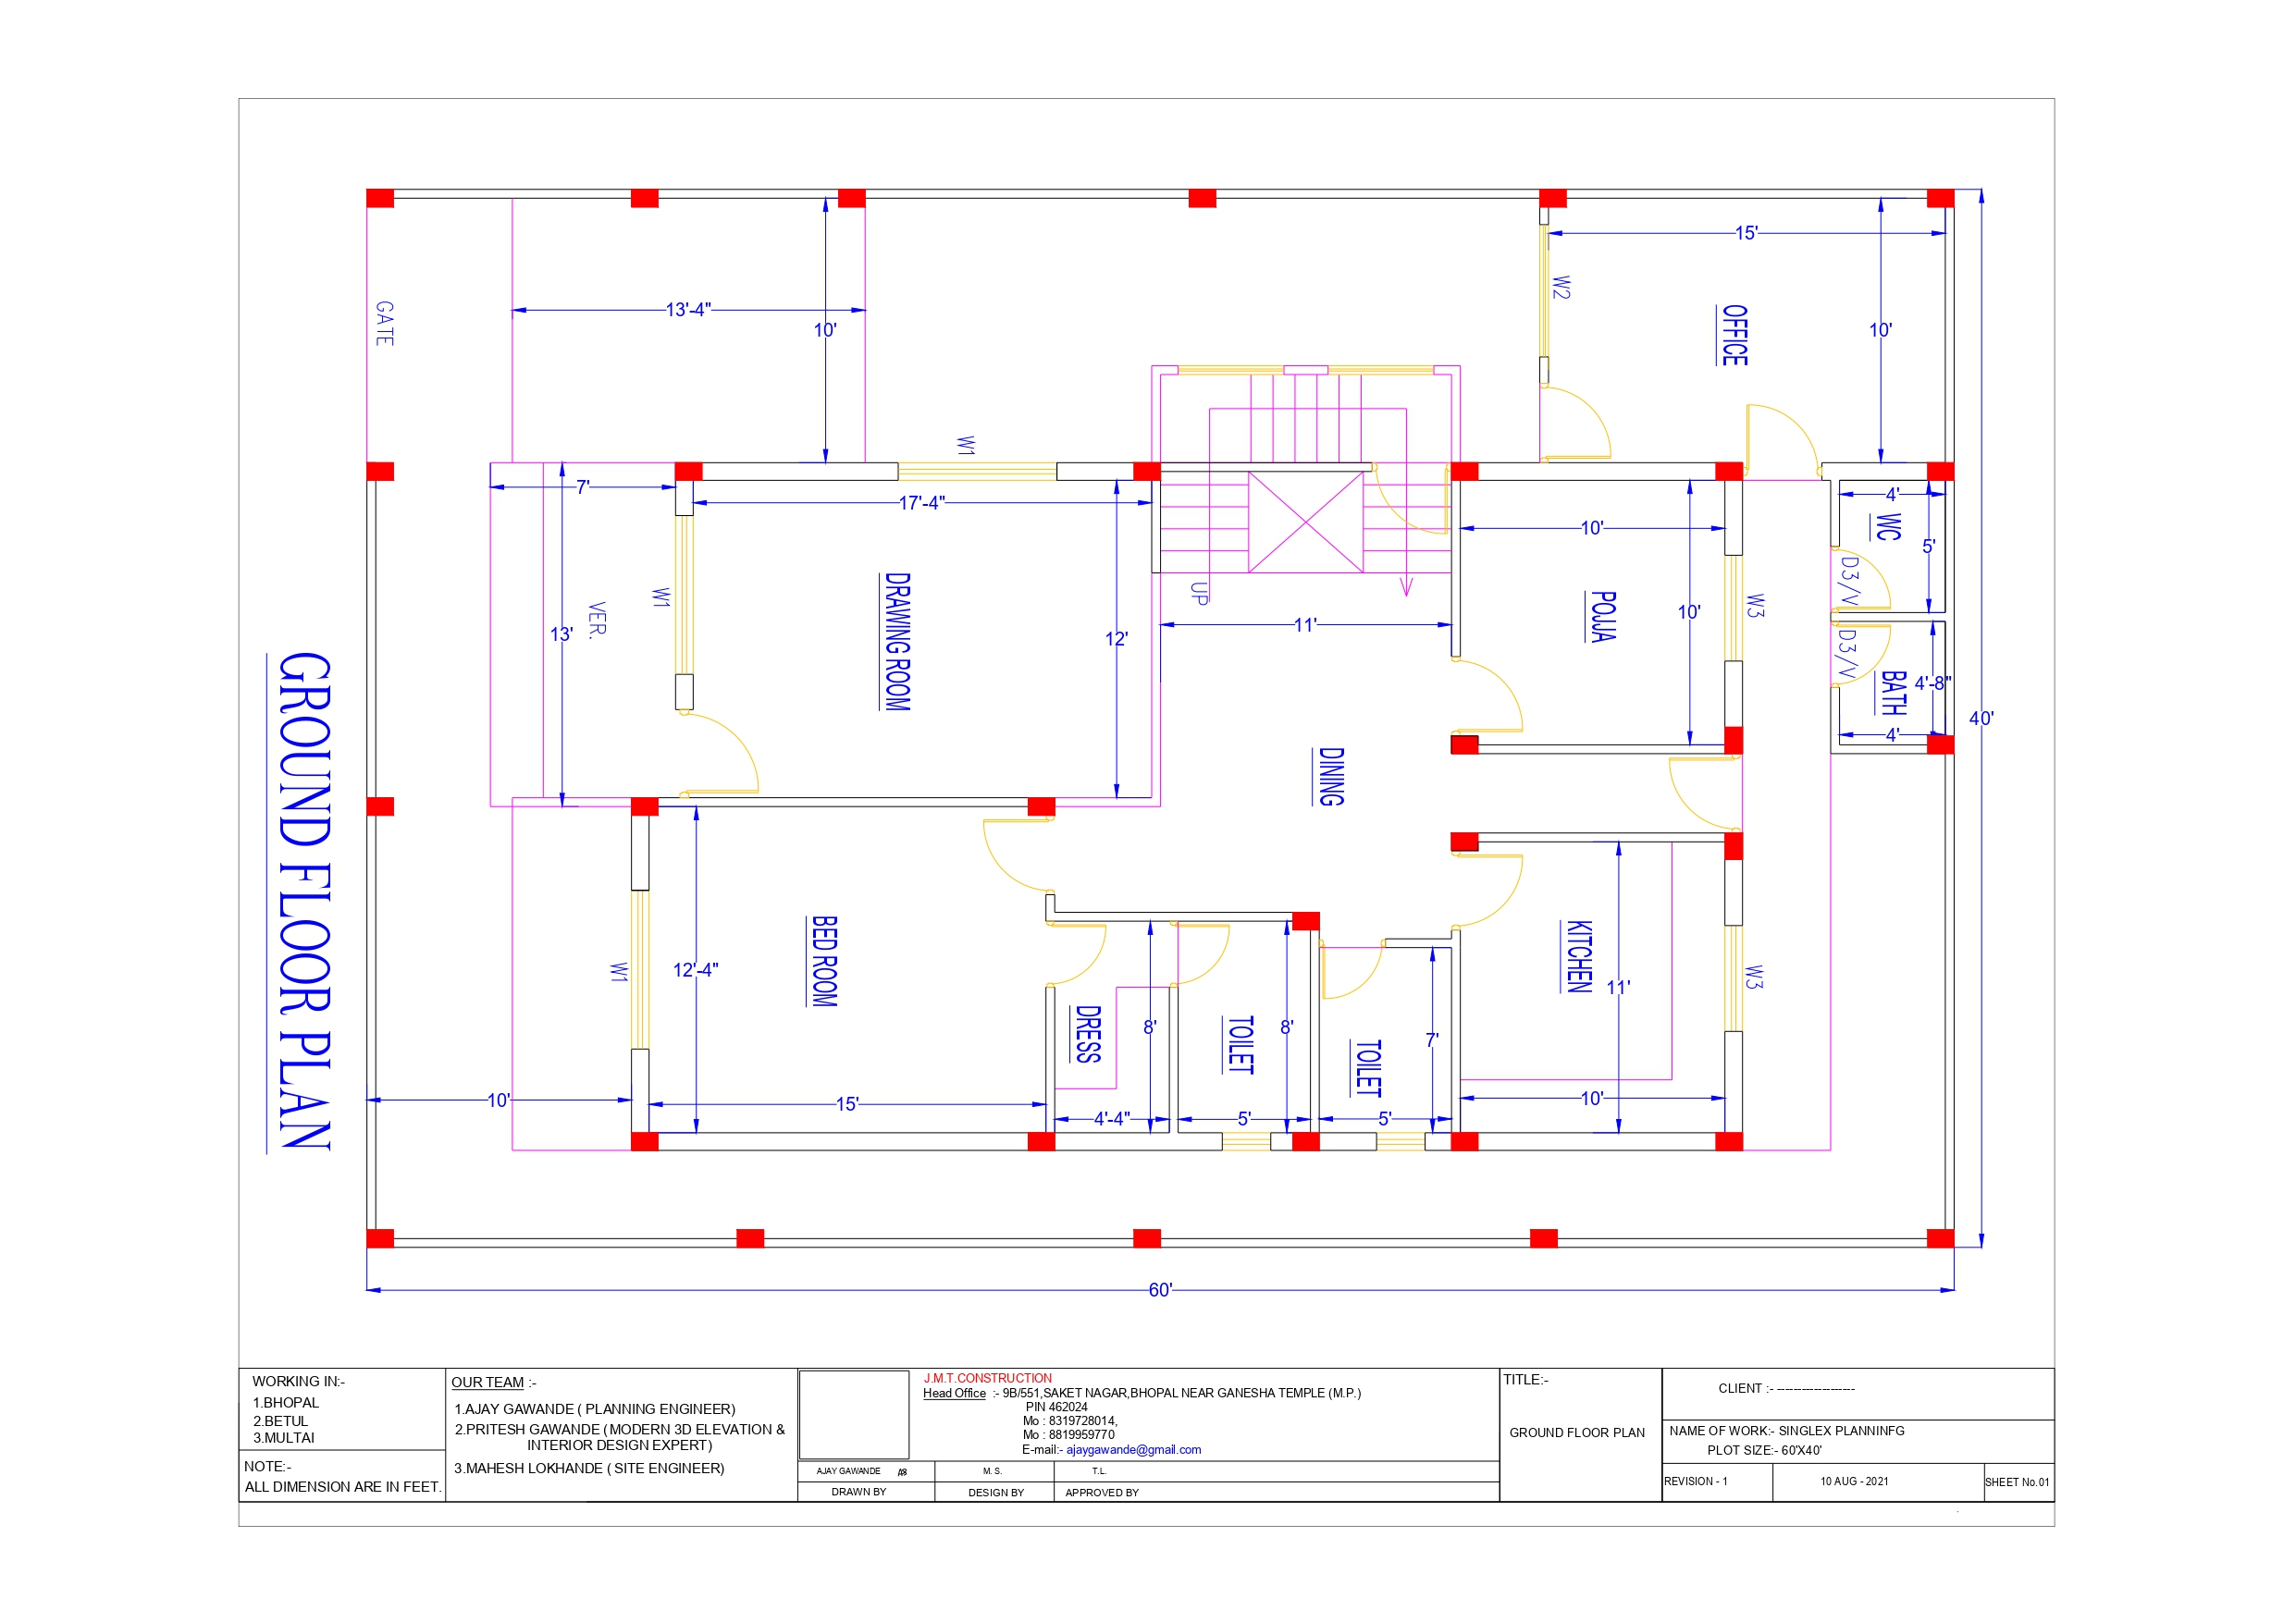 15'
W2
OFFICE
10'
13'-4"
10'
GATE
W1
7'
17'-4"
4'
WC
5'
10'
DRAWING ROOM
D3/V
UP
POJJA
10'
W3
W1
VER.
13'
12'
11'
D3/V
BATH
4'-8"
4'
40'
DINING
GROUND FLOOR PLAN
BED ROOM
12'-4"
W1
KITCHEN
11'
W3
DRESS
8'
TOILET
8'
TOILET
7'
10'
15'
4'-4"
5'
5'
10'
60'
WORKING IN:-
1.BHOPAL
2.BETUL
3.MULTAI
NOTE:-
ALL DIMENSION ARE IN FEET.
OUR TEAM :-
1.AJAY GAWANDE ( PLANNING ENGINEER)
2.PRITESH GAWANDE (MODERN 3D ELEVATION &
INTERIOR DESIGN EXPERT)
3.MAHESH LOKHANDE ( SITE ENGINEER)
J.M.T.CONSTRUCTION
Head Office :- 9B/551,SAKET NAGAR,BHOPAL NEAR GANESHA TEMPLE (M.P.)
PIN 462024
Mo : 8319728014,
Mo : 8819959770
E-mail:- ajaygawande@gmail.com
AJAY GAWANDE
M. S.
T.L.
DRAWN BY
DESIGN BY
APPROVED BY
TITLE:-
GROUND FLOOR PLAN
CLIENT :- -------------------
NAME OF WORK:- SINGLEX PLANNINFG
PLOT SIZE:- 60'X40'
REVISION - 1
10 AUG - 2021
SHEET No.01